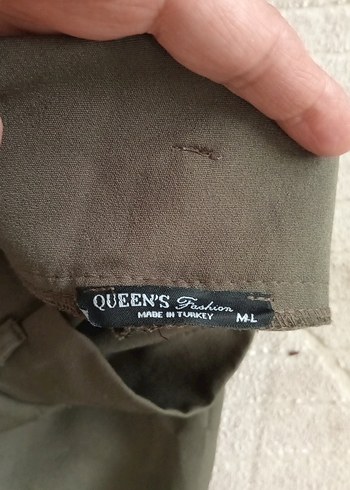 QUEEN'S Fashion
MADE IN TURKEY M-L